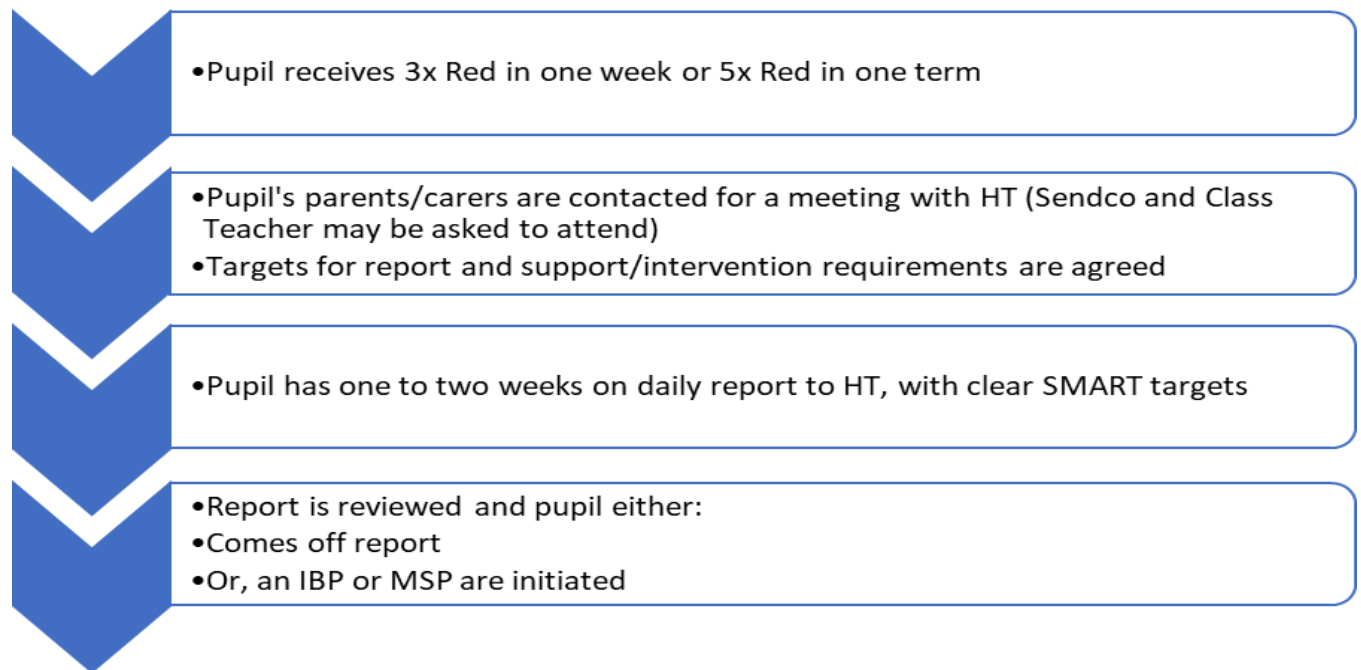 •Pupil receives 3x Red in one week or 5x Red in one term
•Pupil's parents/carers are contacted for a meeting with HT (Sendco and Class
Teacher may be asked to attend)
•Targets for report and support/intervention requirements are agreed
•Pupil has one to two weeks on daily report to HT, with clear SMART targets
•Report is reviewed and pupil either:
•Comes off report
•Or, an IBP or MSP are initiated